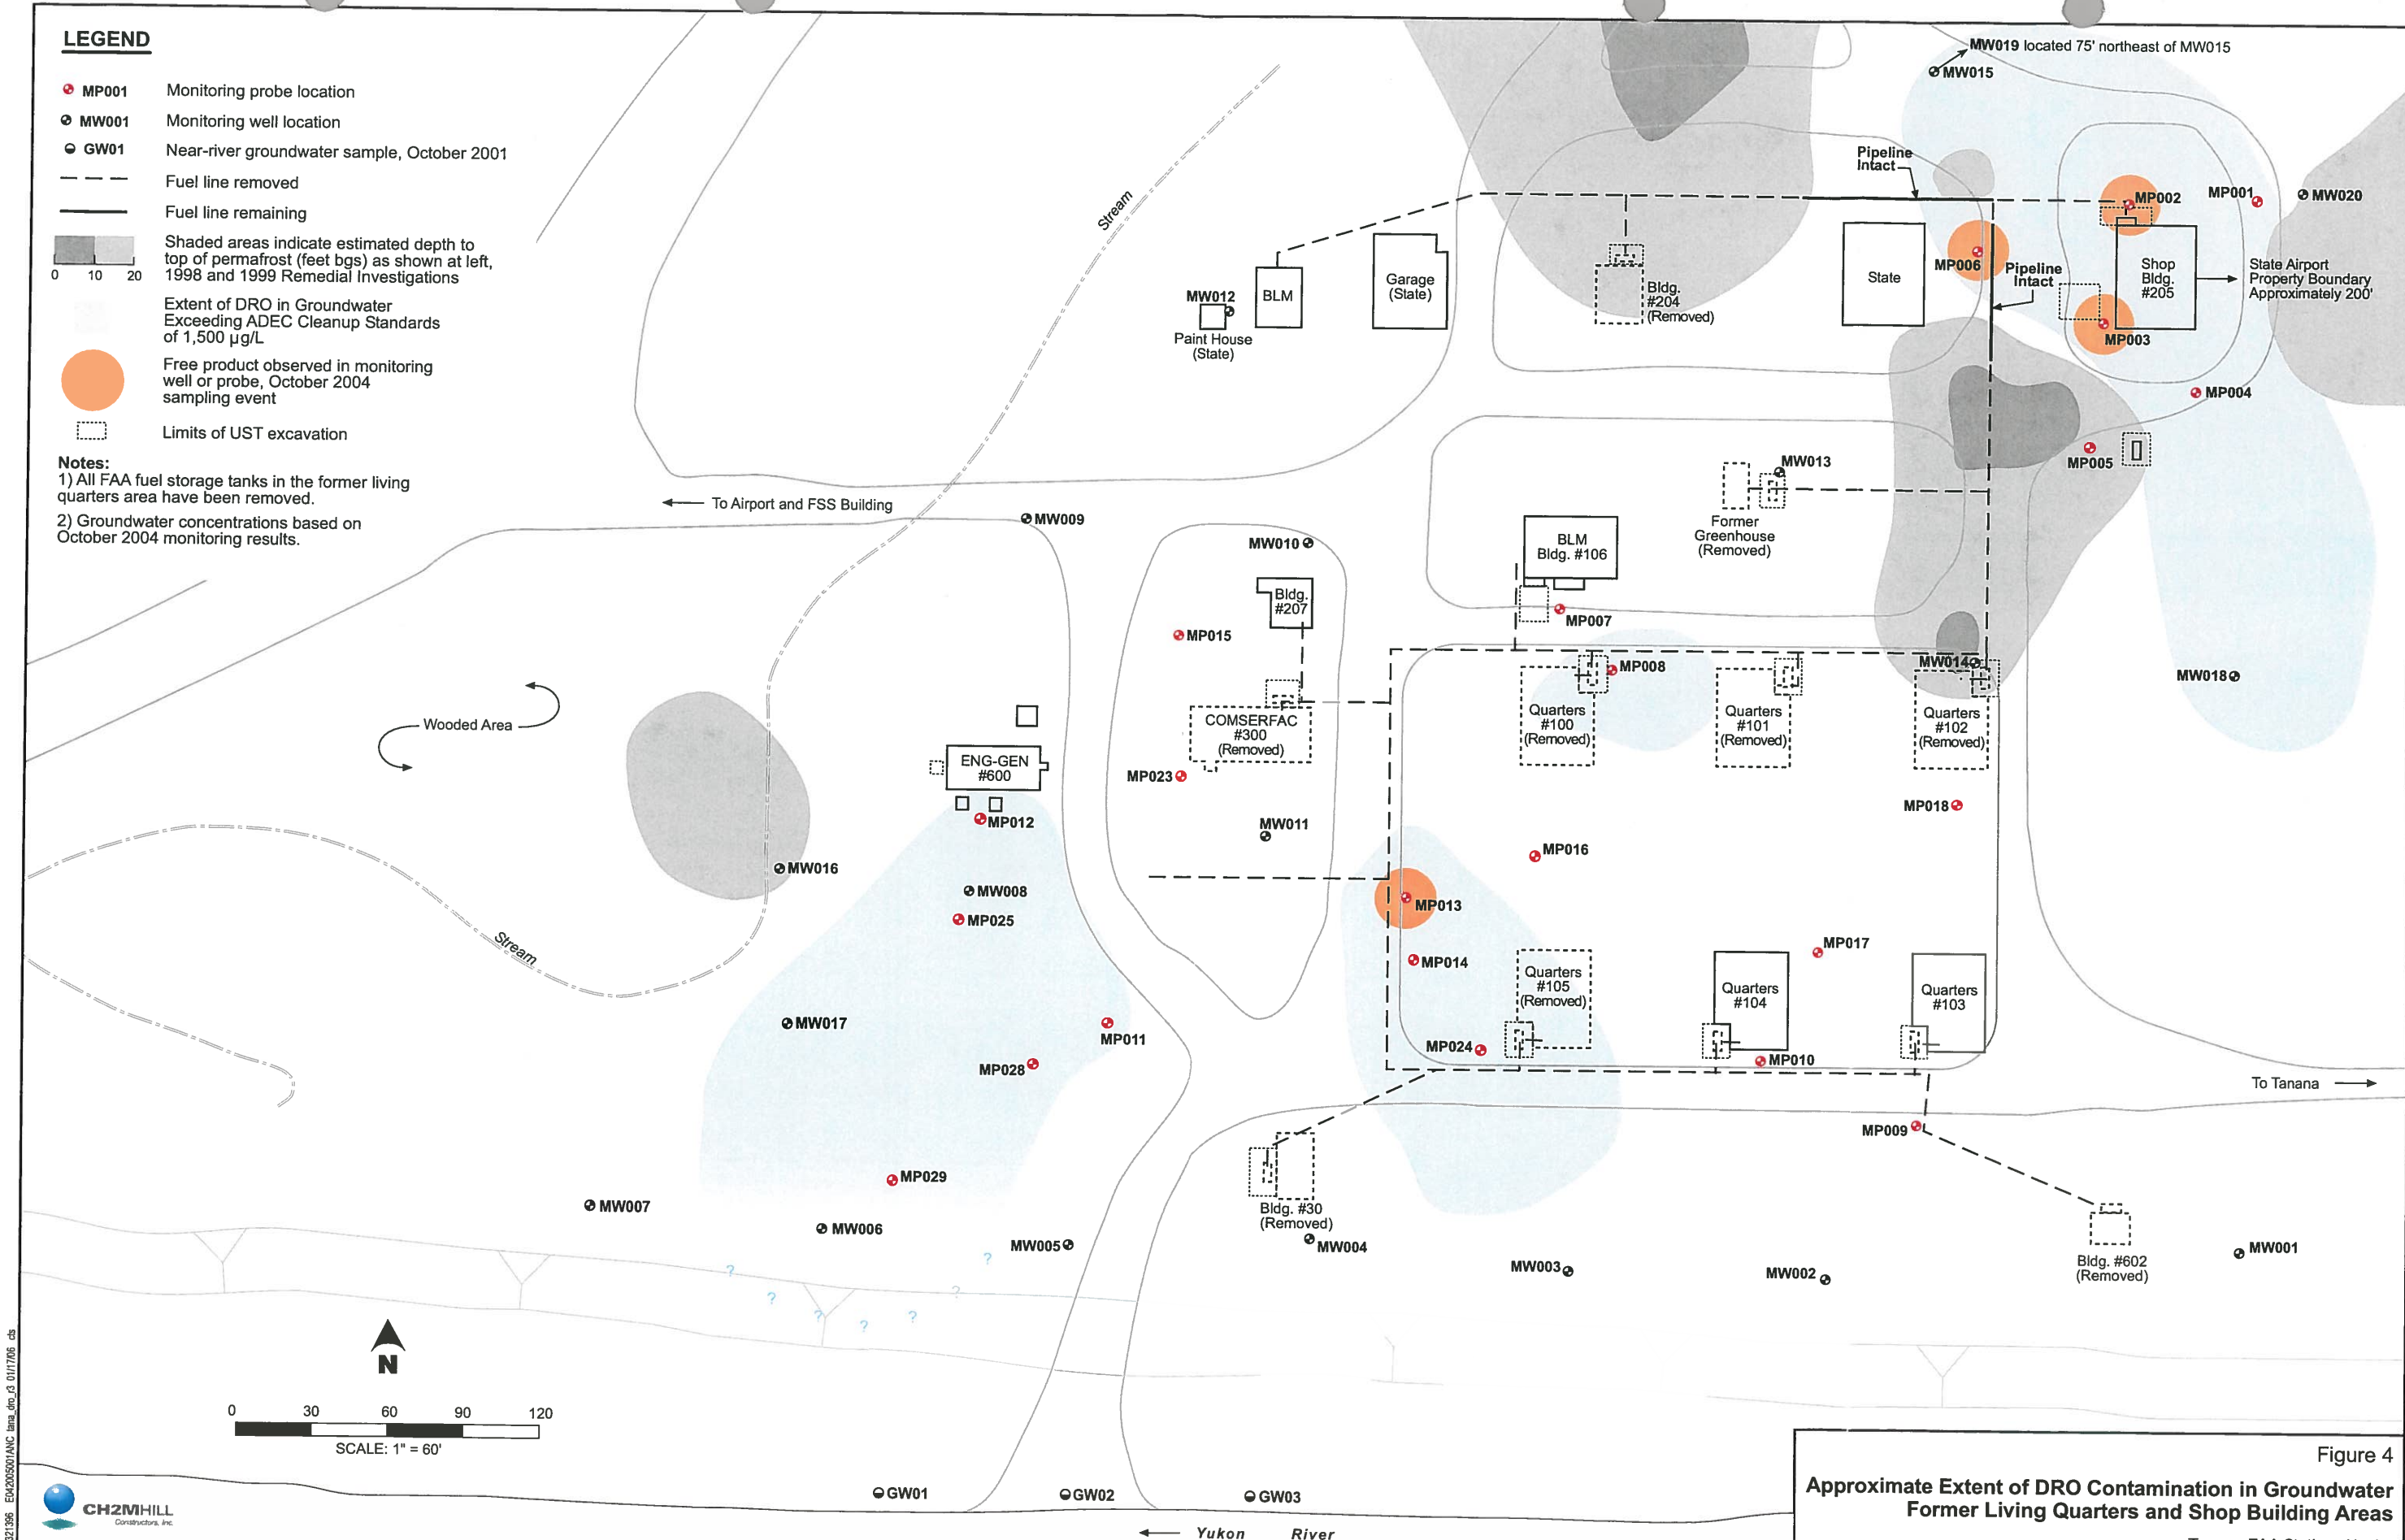 LEGEND
MP001 Monitoring probe location
MW001 Monitoring well location
GW01 Near-river groundwater sample, October 2001
Fuel line removed
Fuel line remaining
Shaded areas indicate estimated depth to
top of permafrost (feet bgs) as shown at left,
1998 and 1999 Remedial Investigations
0 10 20
Extent of DRO in Groundwater
Exceeding ADEC Cleanup Standards
of 1,500 µg/L
Free product observed in monitoring
well or probe, October 2004
sampling event
Limits of UST excavation
Notes:
1) All FAA fuel storage tanks in the former living
quarters area have been removed.
2) Groundwater concentrations based on
October 2004 monitoring results.
MW019 located 75' northeast of MW015
MW015
Stream
Pipeline
Intact
MP002
MP001
MW020
MP006
Pipeline
Intact
State
Shop
Bldg.
#205
State Airport
Property Boundary
Approximately 200'
MP003
MP004
MP005
MW012
Paint House
(State)
BLM
Garage
(State)
Bldg.
#204
(Removed)
MW013
Former
Greenhouse
(Removed)
To Airport and FSS Building
MW009
MW010
Bldg.
#207
BLM
Bldg. #106
MP007
MP015
MP008
MW014
MW018
Quarters
#100
(Removed)
Quarters
#101
(Removed)
Quarters
#102
(Removed)
Wooded Area
COMSERFAC
#300
(Removed)
ENG-GEN
#600
MP023
MP012
MW011
MP018
MP016
MW016
MW008
MP025
MP013
MP014
MP017
Stream
Quarters
#105
(Removed)
Quarters
#104
Quarters
#103
MW017
MP011
MP028
MP024
MP010
To Tanana
MP009
MP029
MW007
MW006
MW005
Bldg. #30
(Removed)
MW004
MW003
MW002
Bldg. #602
(Removed)
MW001
? ? ? ? ? ? ?
N
0 30 60 90 120
SCALE: 1" = 60'
GW01
GW02
GW03
Yukon River
CH2MHILL
Constructors, Inc.
321396 E042005001ANC tana_dro_r3 01/17/06 cts
Figure 4
Approximate Extent of DRO Contamination in Groundwater
Former Living Quarters and Shop Building Areas